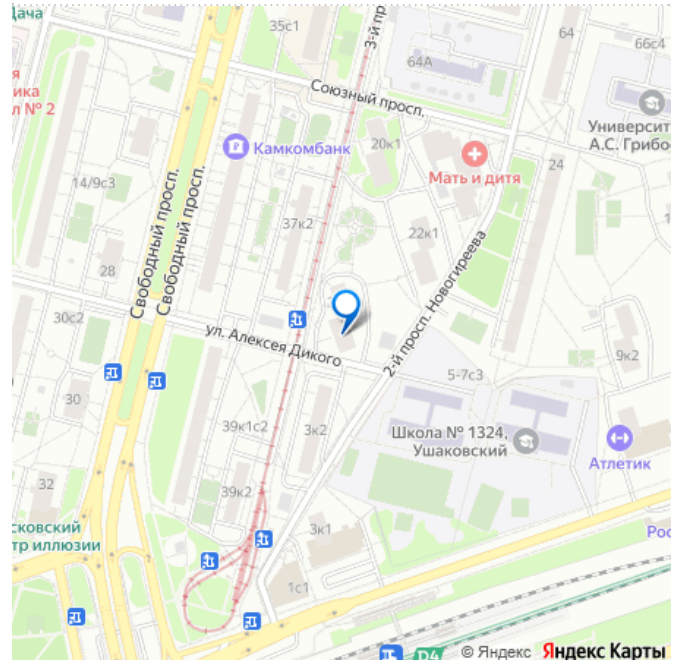 Дача
35с1
3-й пр
64
66с4
64А
Союзный просп.
ика
л № 2
Камкомбанк
20к1
Мать и дитя
24
Университ
А.С. Грибо
14/9с3
Свободный просп.
Свободный просп.
37к2
22к1
28
2-й просп. Новогиреева
30с2
ул. Алексея Дикого
5-7с3
9к2
30
39к1с2
3к2
Школа № 1324,
Ушаковский
Атлетик
32
39к2
сковский
тр иллюзии
3к1
Рос
1с1
D4
© Яндекс Яндекс Карты